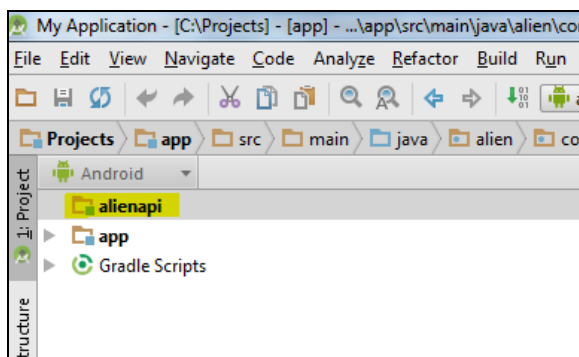 My Application - [C:\Projects] - [app] - ...\app\src\main\java\alien\co
File Edit View Navigate Code Analyze Refactor Build Run
Projects app src main java alien co
Android
1: Project
alienapi
app
Gradle Scripts
tructure